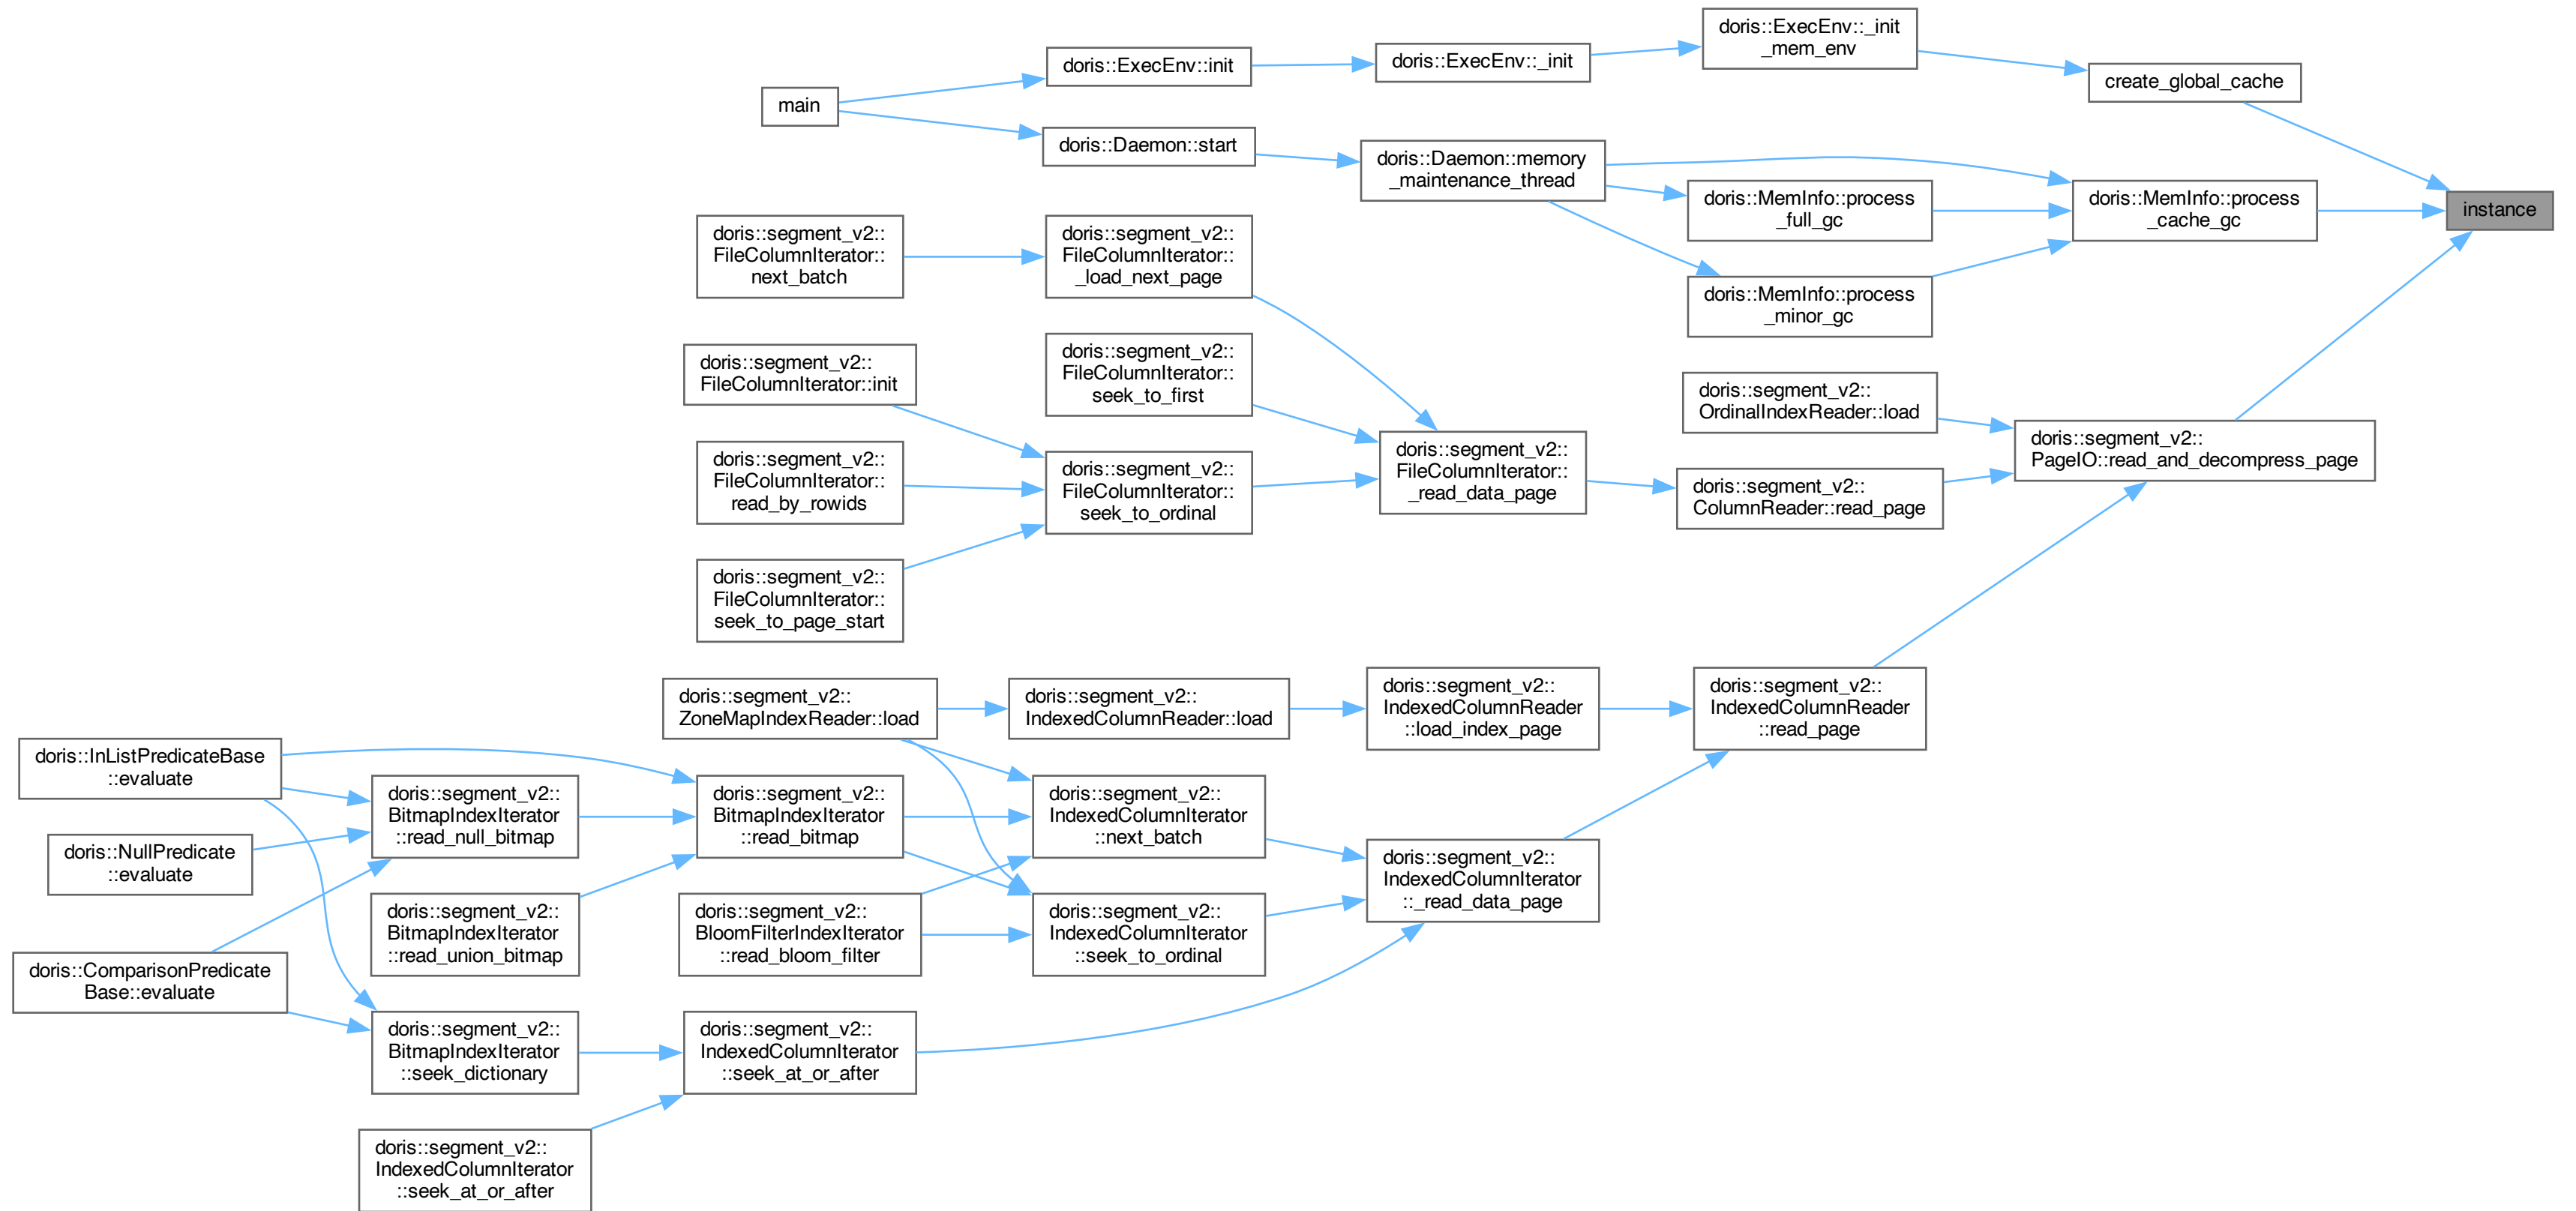 doris::ExecEnv::_init
_mem_env
doris::ExecEnv::_init
doris::ExecEnv::init
create_global_cache
main
doris::Daemon::start
doris::Daemon::memory
_maintenance_thread
doris::MemInfo::process
_full_gc
doris::MemInfo::process
_cache_gc
instance
doris::MemInfo::process
_minor_gc
doris::segment_v2::
FileColumnIterator::
next_batch
doris::segment_v2::
FileColumnIterator::
_load_next_page
doris::segment_v2::
FileColumnIterator::
seek_to_first
doris::segment_v2::
FileColumnIterator::init
doris::segment_v2::
OrdinalIndexReader::load
doris::segment_v2::
PageIO::read_and_decompress_page
doris::segment_v2::
FileColumnIterator::
_read_data_page
doris::segment_v2::
FileColumnIterator::
read_by_rowids
doris::segment_v2::
FileColumnIterator::
seek_to_ordinal
doris::segment_v2::
ColumnReader::read_page
doris::segment_v2::
FileColumnIterator::
seek_to_page_start
doris::segment_v2::
ZoneMapIndexReader::load
doris::segment_v2::
IndexedColumnReader::load
doris::segment_v2::
IndexedColumnReader
::load_index_page
doris::segment_v2::
IndexedColumnReader
::read_page
doris::InListPredicateBase
::evaluate
doris::segment_v2::
BitmapIndexIterator
::read_null_bitmap
doris::segment_v2::
BitmapIndexIterator
::read_bitmap
doris::segment_v2::
IndexedColumnIterator
::next_batch
doris::NullPredicate
::evaluate
doris::segment_v2::
IndexedColumnIterator
::_read_data_page
doris::segment_v2::
BitmapIndexIterator
::read_union_bitmap
doris::segment_v2::
BloomFilterIndexIterator
::read_bloom_filter
doris::segment_v2::
IndexedColumnIterator
::seek_to_ordinal
doris::ComparisonPredicate
Base::evaluate
doris::segment_v2::
BitmapIndexIterator
::seek_dictionary
doris::segment_v2::
IndexedColumnIterator
::seek_at_or_after
doris::segment_v2::
IndexedColumnIterator
::seek_at_or_after